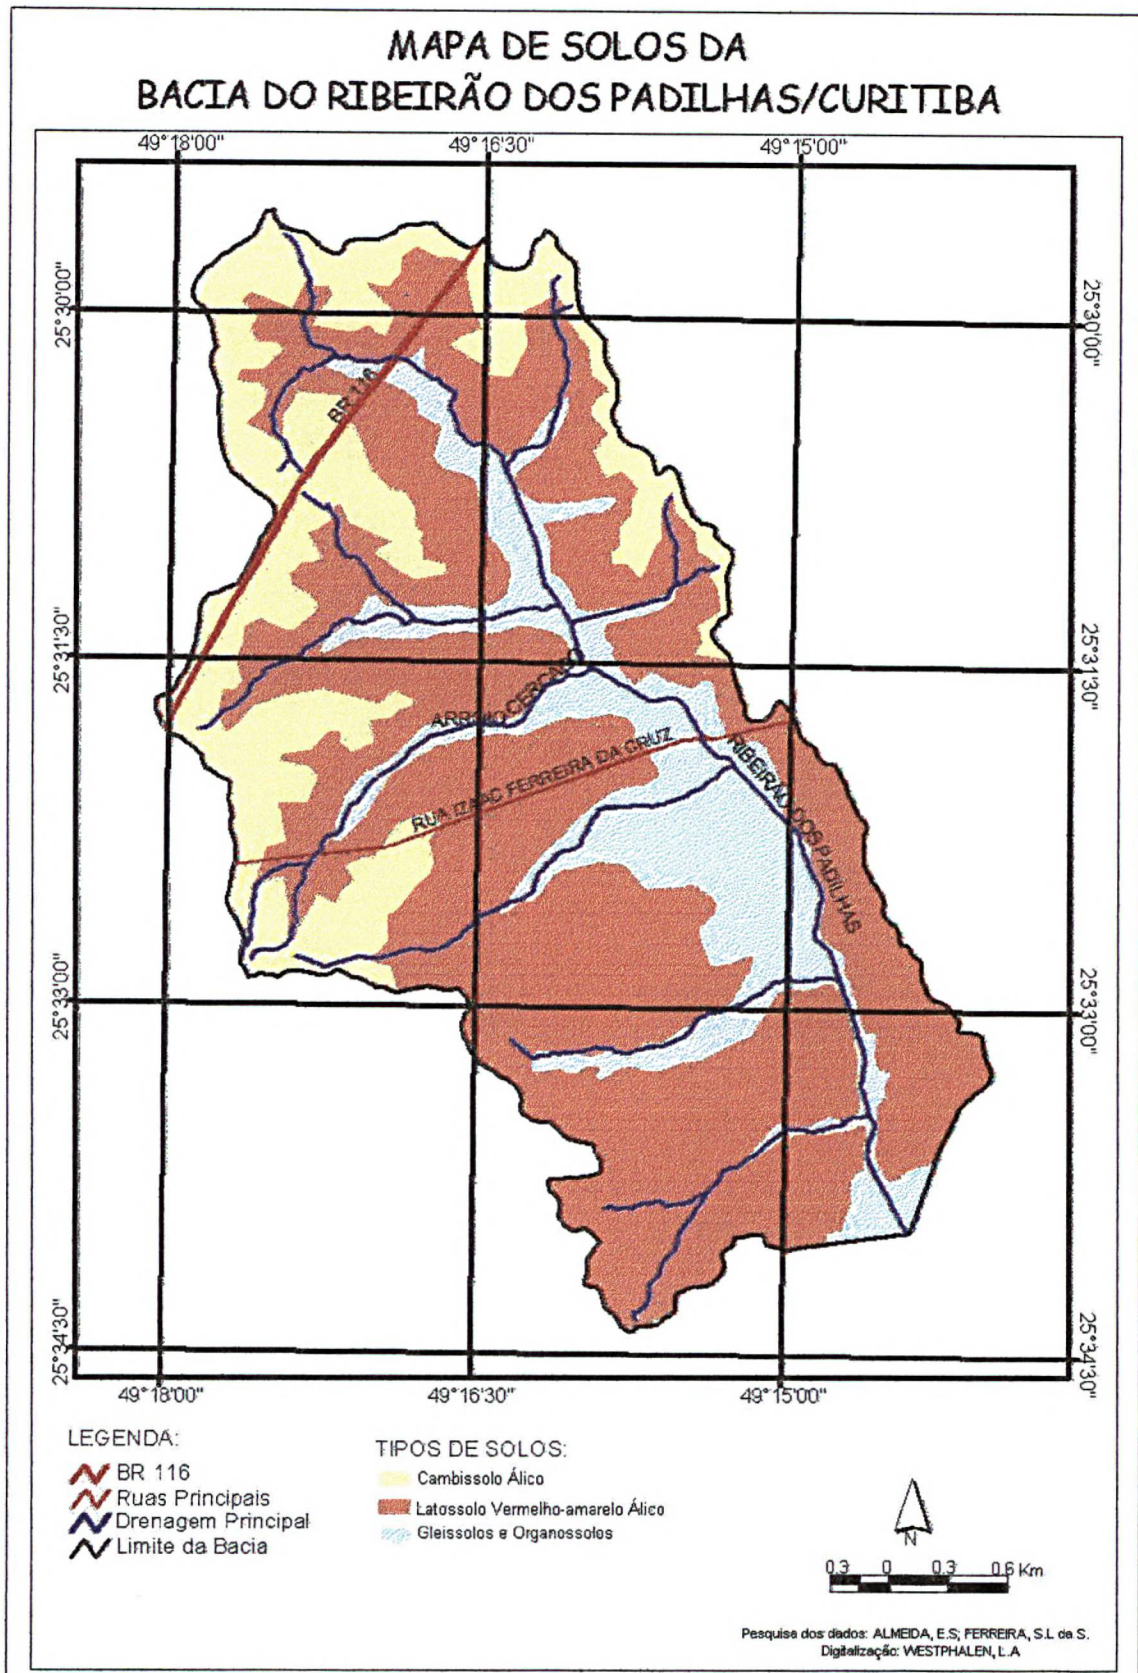 MAPA DE SOLOS DA
BACIA DO RIBEIRÃO DOS PADILHAS/CURITIBA
49°18'00" 49°16'30" 49°15'00"
25°30'00" 25°30'00"
BR 116
25°31'30" 25°31'30"
ARROIO CERCADO
RUA IZAAC FERREIRA DA CRUZ
RIBEIRÃO DOS PADILHAS
25°33'00" 25°33'00"
25°34'30" 25°34'30"
49°18'00" 49°16'30" 49°15'00"
LEGENDA:
BR 116
Ruas Principais
Drenagem Principal
Limite da Bacia
TIPOS DE SOLOS:
Cambissolo Álico
Latossolo Vermelho-amarelo Álico
Gleissolos e Organossolos
N
0.3 0 0.3 0.6 Km
Pesquisa dos dados: ALMEIDA, E.S; FERREIRA, S.L da S.
Digitalização: WESTPHALEN, L.A